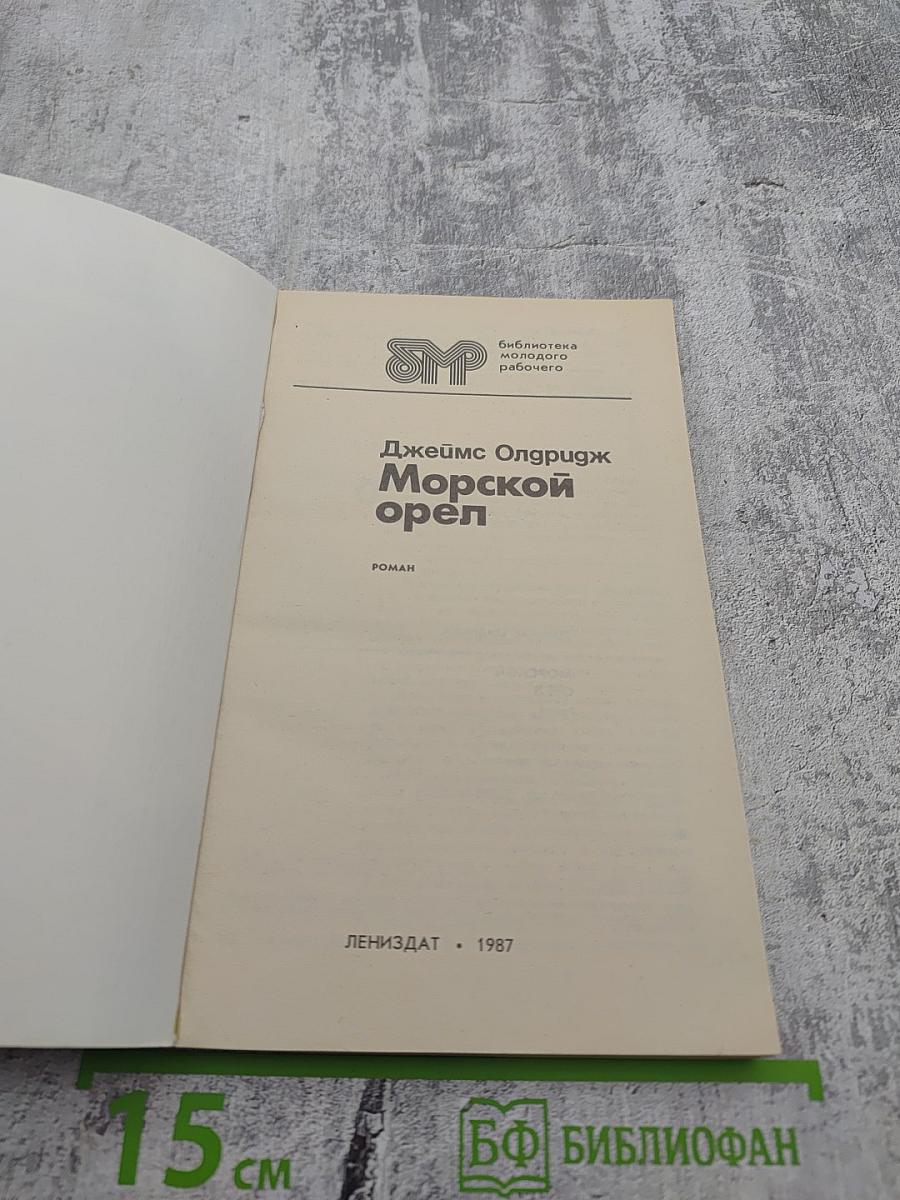 бмр
библиотека
молодого
рабочего
Джеймс Олдридж
Морской
орел
РОМАН
ЛЕНИЗДАТ • 1987
15 см
БФ БИБЛИОФАН